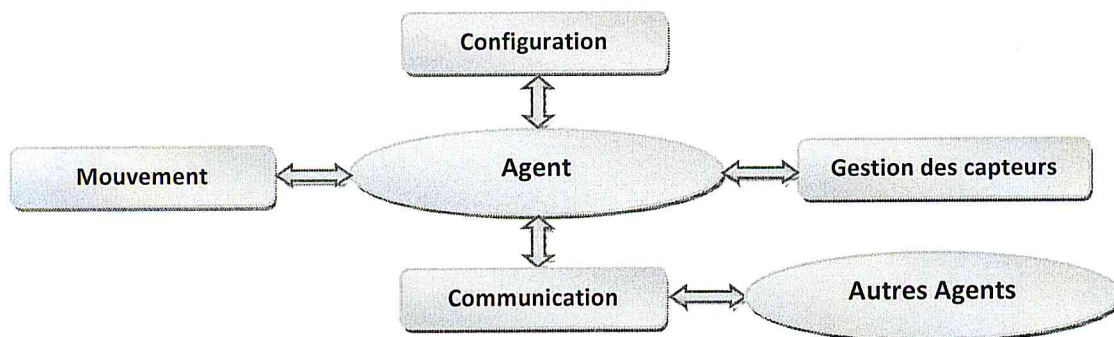 Configuration
Mouvement
Agent
Gestion des capteurs
Communication
Autres Agents